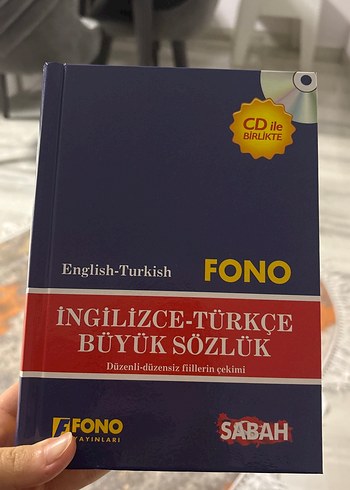 CD ile
BİRLİKTE
English-Turkish
FONO
İNGİLİZCE-TÜRKÇE
BÜYÜK SÖZLÜK
Düzenli-düzensiz fiillerin çekimi
FONO
YAYINLARI
SABAH